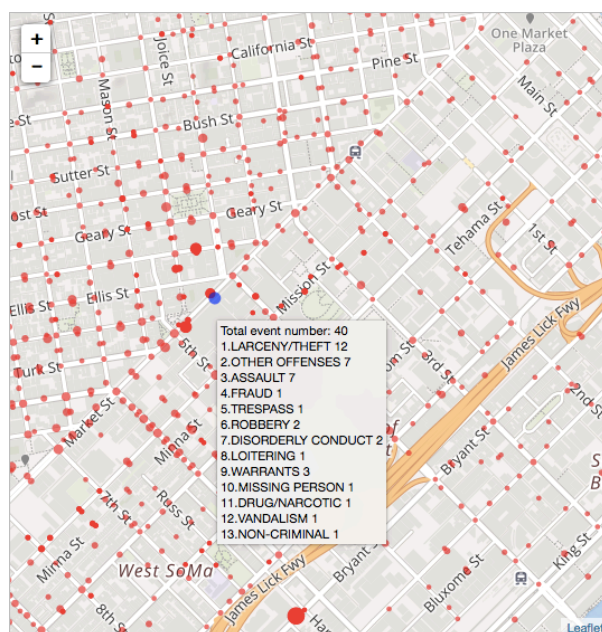 +
−
One Market
Plaza
California St
Joice St
Mason St
Pine St
Main St
Bush St
Sutter St
Geary St
Geary St
Tehama St
1st St
Ellis St
Ellis St
Mission St
Turk St
5th St
Total event number: 40
1.LARCENY/THEFT 12
2.OTHER OFFENSES 7
3.ASSAULT 7
4.FRAUD 1
5.TRESPASS 1
6.ROBBERY 2
7.DISORDERLY CONDUCT 2
8.LOITERING 1
9.WARRANTS 3
10.MISSING PERSON 1
11.DRUG/NARCOTIC 1
12.VANDALISM 1
13.NON-CRIMINAL 1
3rd St
James Lick Fwy
2nd St
Market St
Minna St
Bryant St
7th St
Russ St
Minna St
West SoMa
8th St
James Lick Fwy
Bryant St
Bluxome St
King St
Leaflet